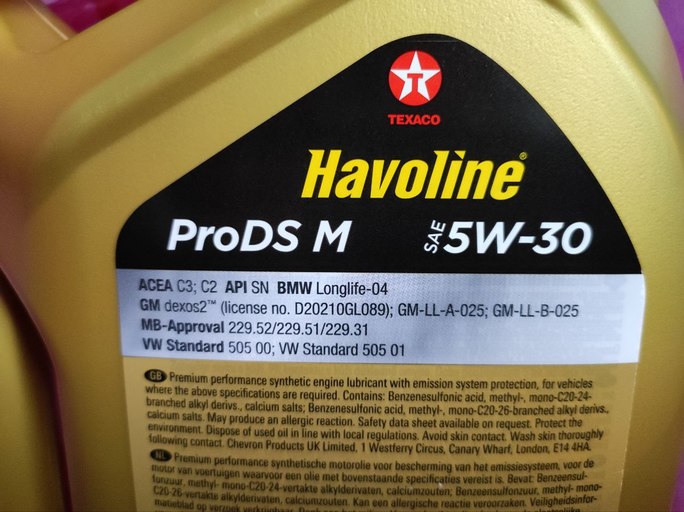 T
TEXACO
Havoline®
ProDS M SAE 5W-30
ACEA C3; C2 API SN BMW Longlife-04
GM dexos2™ (license no. D20210GL089); GM-LL-A-025; GM-LL-B-025
MB-Approval 229.52/229.51/229.31
VW Standard 505 00; VW Standard 505 01
GB Premium performance synthetic engine lubricant with emission system protection, for vehicles
where the above specifications are required. Contains: Benzenesulfonic acid, methyl-, mono-C20-24-
branched alkyl derivs., calcium salts; Benzenesulfonic acid, methyl-, mono-C20-26-branched alkyl derivs.,
calcium salts. May produce an allergic reaction. Safety data sheet available on request. Protect the
environment. Dispose of used oil in line with local regulations. Avoid skin contact. Wash skin thoroughly
following contact. Chevron Products UK Limited, 1 Westferry Circus, Canary Wharf, London, E14 4HA.
NL Premium performance synthetische motorolie voor bescherming van het emissiesysteem, voor de
motor van voertuigen waarvoor een olie met bovenstaande specificaties vereist is. Bevat: Benzeensul-
fonzuur, methyl- mono-C20-24-vertakte alkylderivaten, calciumzouten; Benzeensulfonzuur, methyl- mono-
C20-26-vertakte alkylderivaten, calciumzouten. Kan een allergische reactie veroorzaken. Veiligheidsinfor-
matieblad op verzoek verkrijgbaar.